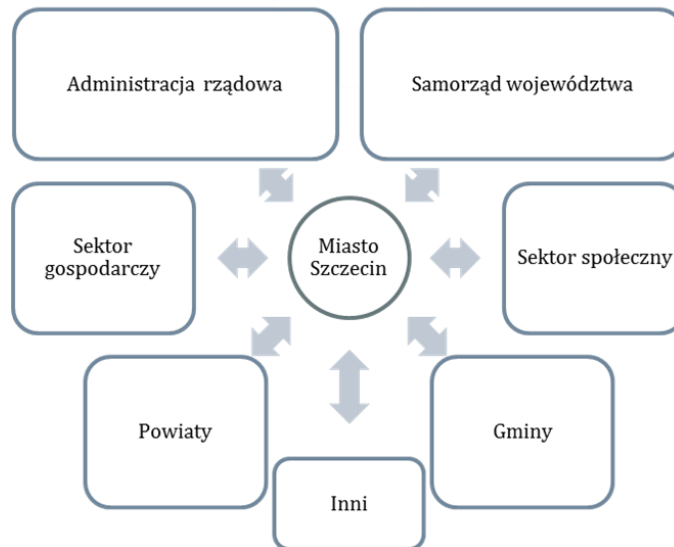 Administracja rządowa
Samorząd województwa
Sektor
gospodarczy
Miasto
Szczecin
Sektor społeczny
Powiaty
Gminy
Inni